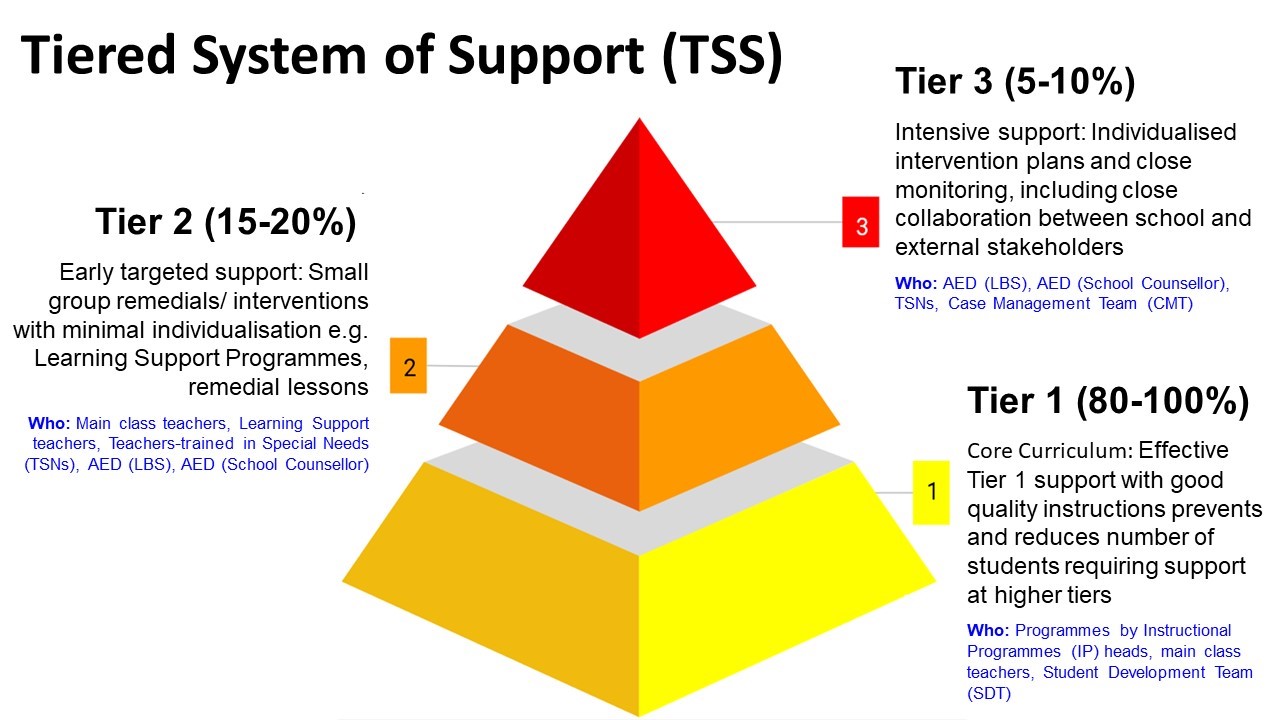 Tiered System of Support (TSS)
Tier 3 (5-10%)
Intensive support: Individualised
intervention plans and close
monitoring, including close
collaboration between school and
external stakeholders
Who: AED (LBS), AED (School Counsellor),
TSNs, Case Management Team (CMT)
3
Tier 2 (15-20%)
Early targeted support: Small
group remedials/ interventions
with minimal individualisation e.g.
Learning Support Programmes,
remedial lessons
Who: Main class teachers, Learning Support
teachers, Teachers-trained in Special Needs
(TSNs), AED (LBS), AED (School Counsellor)
2
Tier 1 (80-100%)
Core Curriculum: Effective
Tier 1 support with good
quality instructions prevents
and reduces number of
students requiring support
at higher tiers
Who: Programmes by Instructional
Programmes (IP) heads, main class
teachers, Student Development Team
(SDT)
1